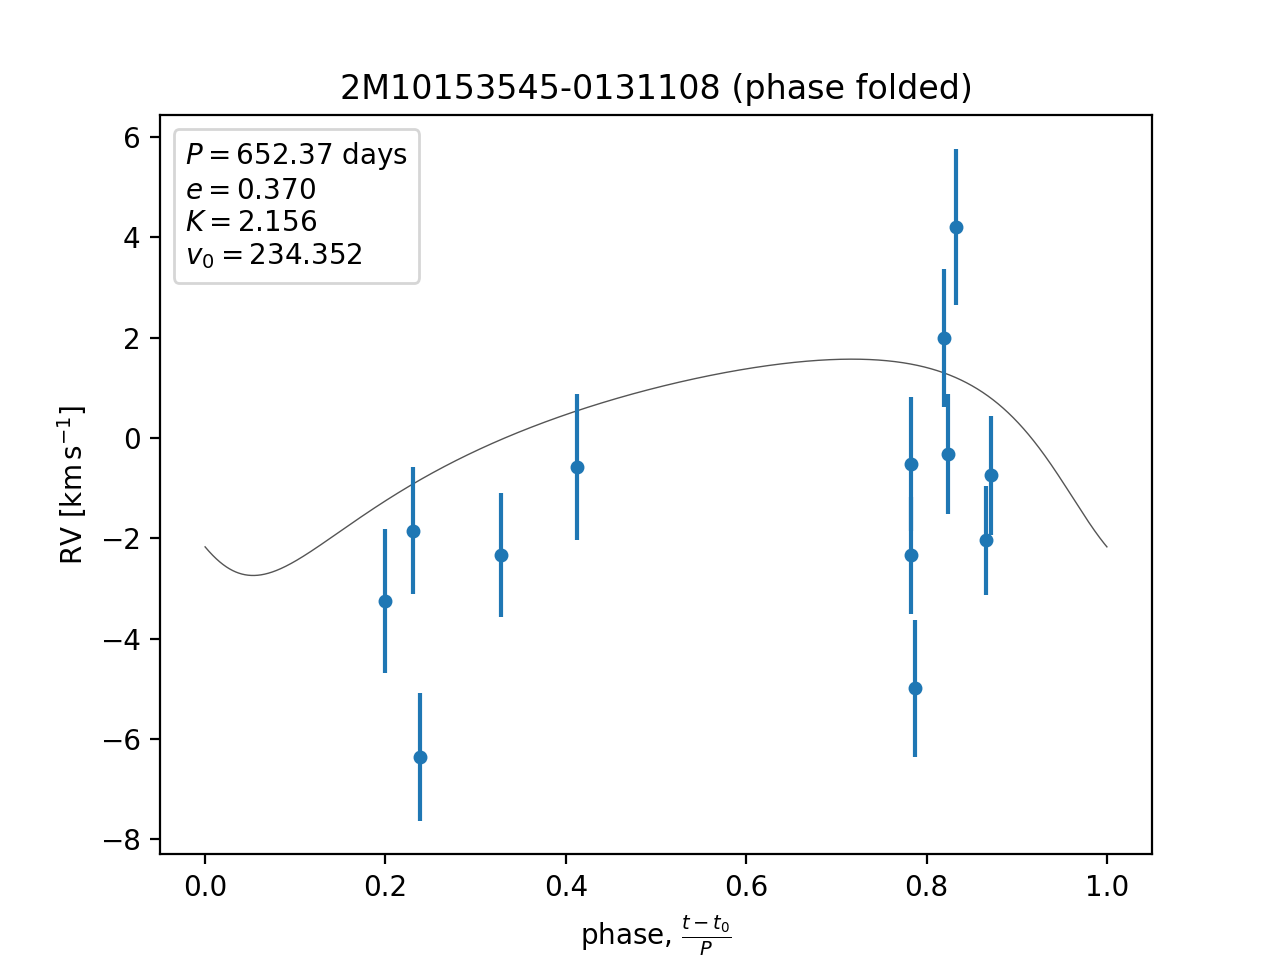 2M10153545-0131108 (phase folded)
P = 652.37 days
e = 0.370
K = 2.156
v₀ = 234.352
6
4
2
0
−2
−4
−6
−8
RV [km s⁻¹]
0.0 0.2 0.4 0.6 0.8 1.0
phase, (t − t₀)/P